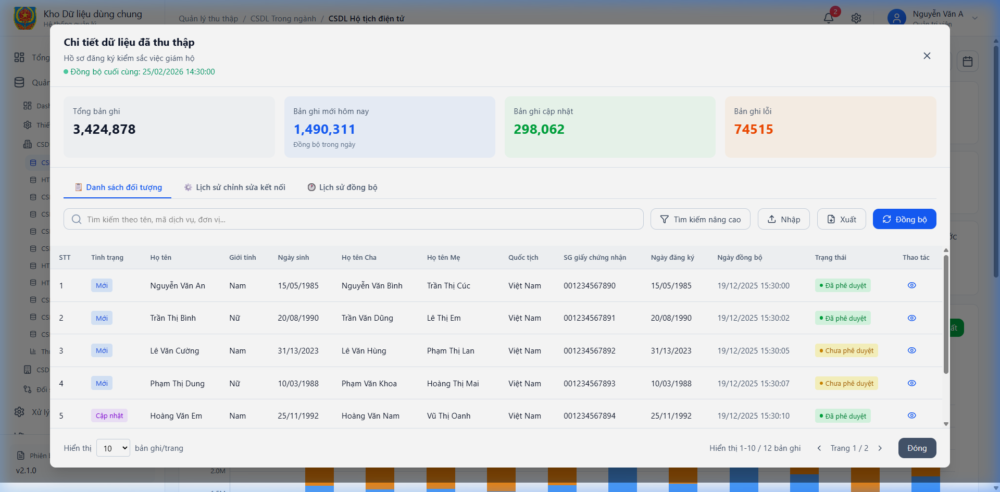 Kho Dữ liệu dùng chung
Hệ thống quản lý
Quản lý thu thập / CSDL Trong ngành / CSDL Hộ tịch điện tử
2
Nguyễn Văn A
Quản trị viên
Chi tiết dữ liệu đã thu thập
Hồ sơ đăng ký kiểm sắc việc giám hộ
Đồng bộ cuối cùng: 25/02/2026 14:30:00
Tổng bản ghi
3,424,878
Bản ghi mới hôm nay
1,490,311
Đồng bộ trong ngày
Bản ghi cập nhật
298,062
Bản ghi lỗi
74515
Danh sách đối tượng
Lịch sử chỉnh sửa kết nối
Lịch sử đồng bộ
Tìm kiếm theo tên, mã dịch vụ, đơn vị...
Tìm kiếm nâng cao
Nhập
Xuất
Đồng bộ
STT Tình trạng Họ tên Giới tính Ngày sinh Họ tên Cha Họ tên Mẹ Quốc tịch SG giấy chứng nhận Ngày đăng ký Ngày đồng bộ Trạng thái Thao tác
1 Mới Nguyễn Văn An Nam 15/05/1985 Nguyễn Văn Bình Trần Thị Cúc Việt Nam 001234567890 15/05/1985 19/12/2025 15:30:00 Đã phê duyệt
2 Mới Trần Thị Bình Nữ 20/08/1990 Trần Văn Dũng Lê Thị Em Việt Nam 001234567891 20/08/1990 19/12/2025 15:30:02 Đã phê duyệt
3 Mới Lê Văn Cường Nam 31/13/2023 Lê Văn Hùng Phạm Thị Lan Việt Nam 001234567892 31/13/2023 19/12/2025 15:30:05 Chưa phê duyệt
4 Mới Phạm Thị Dung Nữ 10/03/1988 Phạm Văn Khoa Hoàng Thị Mai Việt Nam 001234567893 10/03/1988 19/12/2025 15:30:07 Chưa phê duyệt
5 Cập nhật Hoàng Văn Em Nam 25/11/1992 Hoàng Văn Nam Vũ Thị Oanh Việt Nam 001234567894 25/11/1992 19/12/2025 15:30:10 Đã phê duyệt
Hiển thị 10 bản ghi/trang
Hiển thị 1-10 / 12 bản ghi
Trang 1 / 2
Đóng
Tổng
Quản
CSDL
CSDL
Đối
Xử lý
Phiên
v2.1.0
2.0M